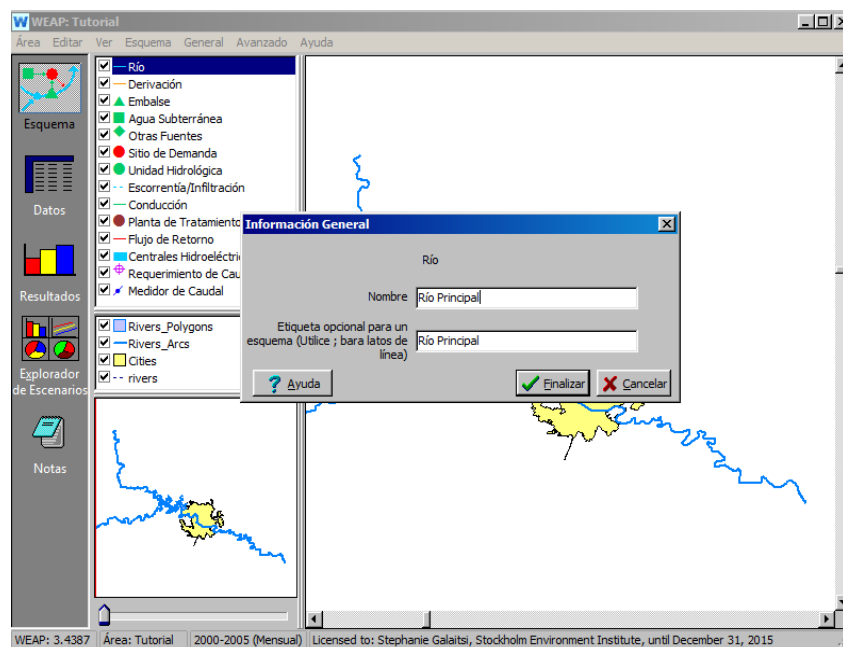 WEAP: Tutorial
Área Editar Ver Esquema General Avanzado Ayuda
Esquema
Datos
Resultados
Explorador
de Escenarios
Notas
Río
Derivación
Embalse
Agua Subterránea
Otras Fuentes
Sitio de Demanda
Unidad Hidrológica
Escorrentía/Infiltración
Conducción
Planta de Tratamiento
Flujo de Retorno
Centrales Hidroeléctri
Requerimiento de Cau
Medidor de Caudal
Rivers_Polygons
Rivers_Arcs
Cities
rivers
Información General
Río
Nombre Río Principal
Etiqueta opcional para un
esquema (Utilice ; bara latos de
línea)
Río Principal
Ayuda Finalizar Cancelar
WEAP: 3.4387 Área: Tutorial 2000-2005 (Mensual) Licensed to: Stephanie Galaitsi, Stockholm Environment Institute, until December 31, 2015